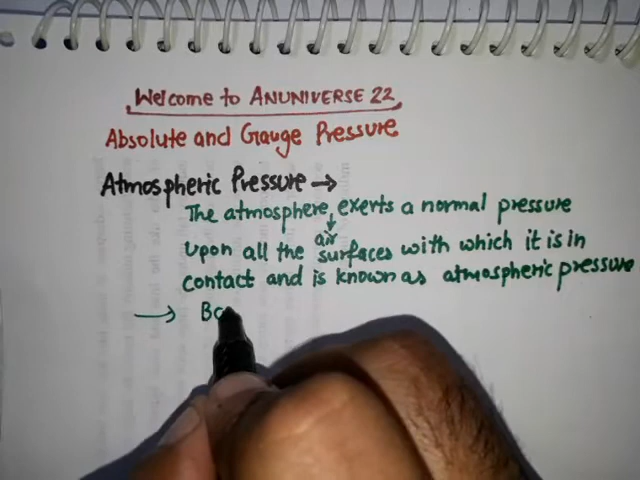 Welcome to ANUNIVERSE 22
Absolute and Gauge Pressure
Atmospheric Pressure →
The atmosphere, exerts a normal pressure
air
upon all the surfaces with which it is in
contact and is known as atmospheric pressure
→